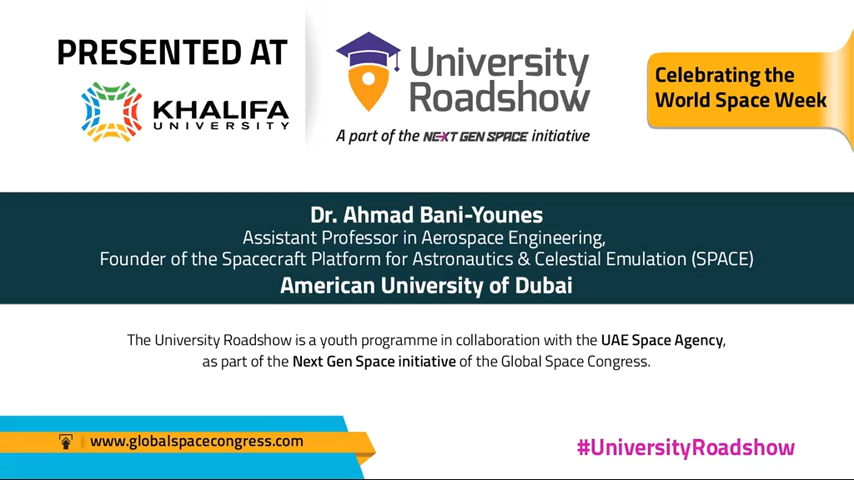 PRESENTED AT
KHALIFA
UNIVERSITY
University
Roadshow
A part of the NEXT GEN SPACE initiative
Celebrating the
World Space Week
Dr. Ahmad Bani-Younes
Assistant Professor in Aerospace Engineering,
Founder of the Spacecraft Platform for Astronautics & Celestial Emulation (SPACE)
American University of Dubai
The University Roadshow is a youth programme in collaboration with the UAE Space Agency,
as part of the Next Gen Space initiative of the Global Space Congress.
www.globalspacecongress.com
#UniversityRoadshow